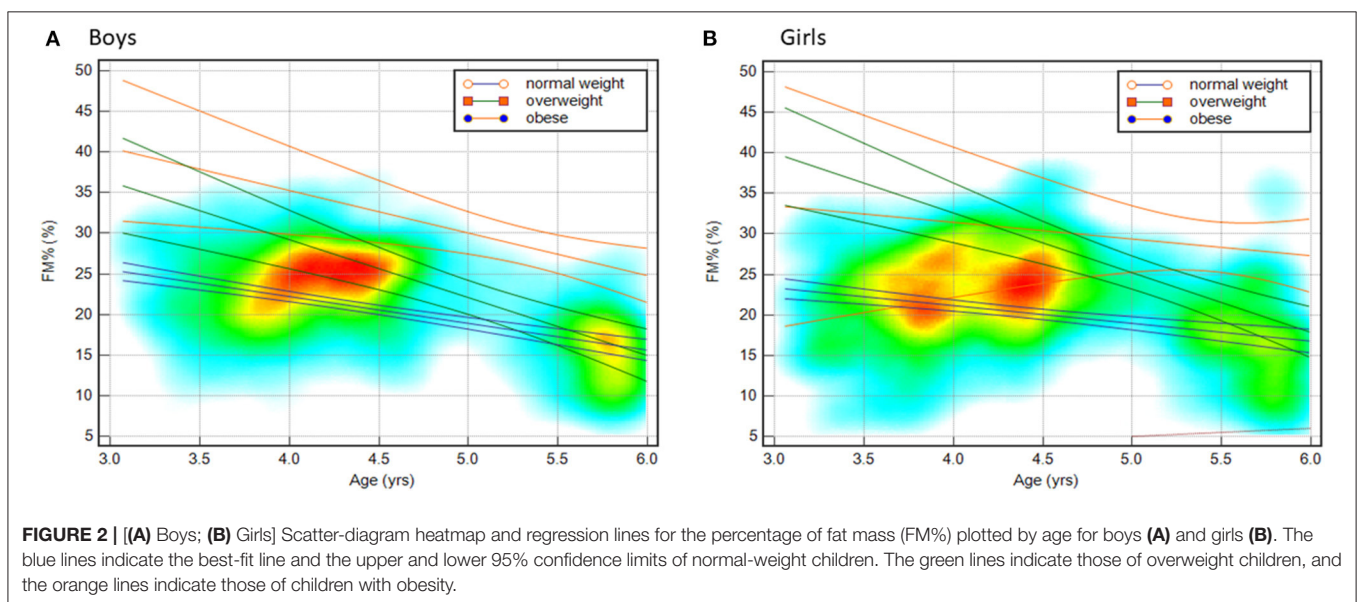 A Boys
50
45
40
35
30
25
20
15
10
5
FM% (%)
normal weight
overweight
obese
3.0 3.5 4.0 4.5 5.0 5.5 6.0
Age (yrs)
B Girls
50
45
40
35
30
25
20
15
10
5
FM% (%)
normal weight
overweight
obese
3.0 3.5 4.0 4.5 5.0 5.5 6.0
Age (yrs)
FIGURE 2 | [(A) Boys; (B) Girls] Scatter-diagram heatmap and regression lines for the percentage of fat mass (FM%) plotted by age for boys (A) and girls (B). The
blue lines indicate the best-fit line and the upper and lower 95% confidence limits of normal-weight children. The green lines indicate those of overweight children, and
the orange lines indicate those of children with obesity.